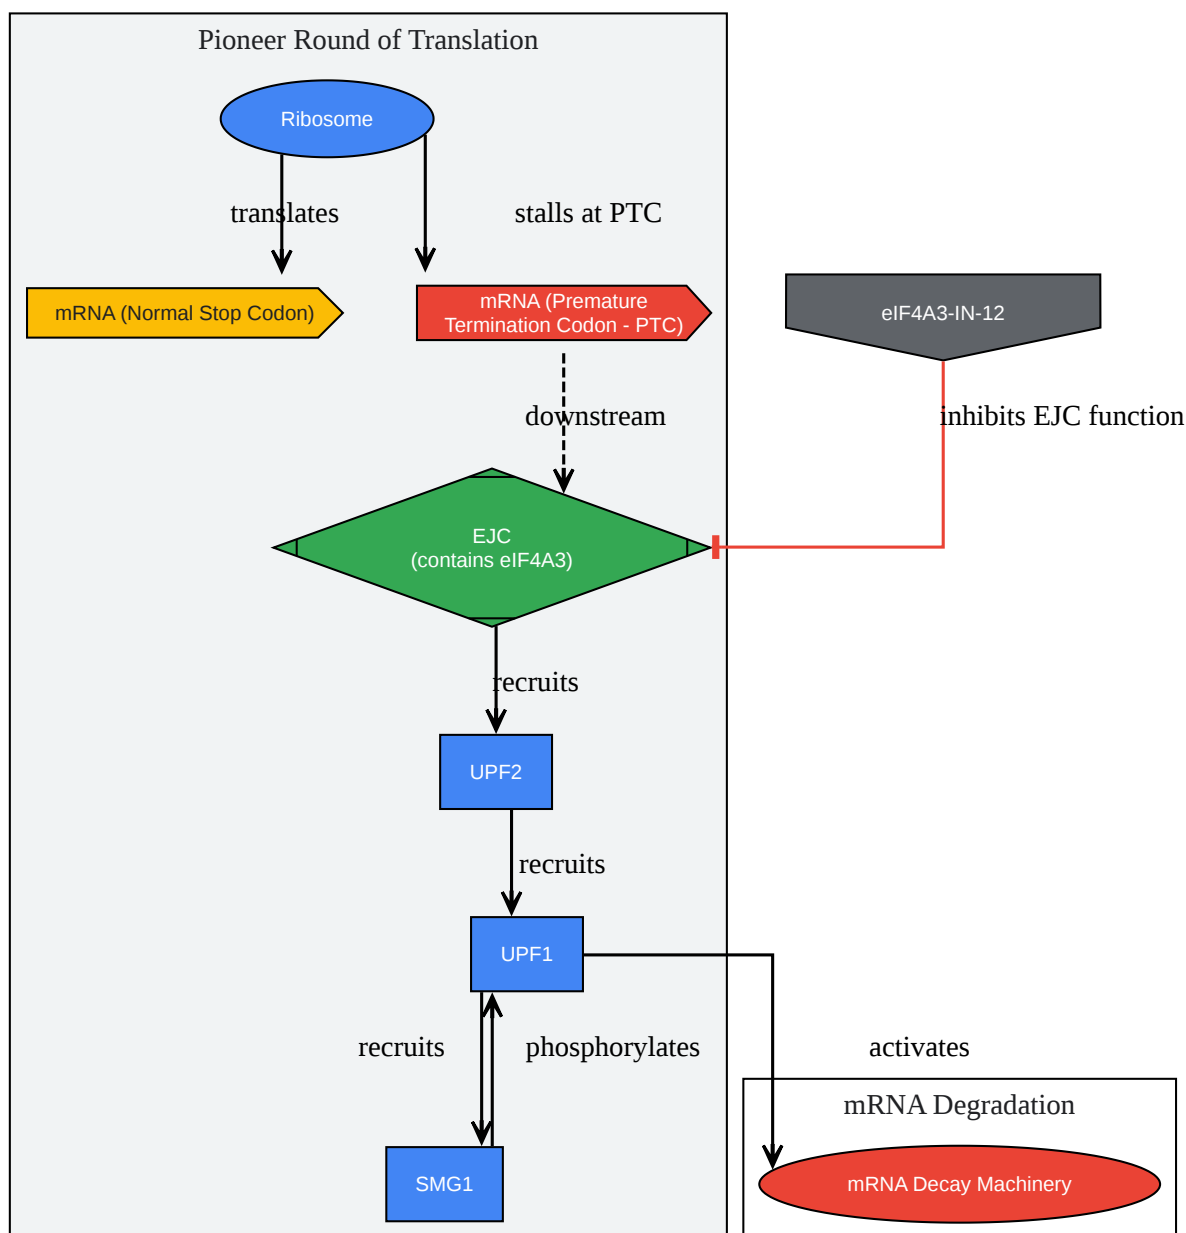 Pioneer Round of Translation
Ribosome
translates
stalls at PTC
mRNA (Normal Stop Codon)
mRNA (Premature
Termination Codon - PTC)
eIF4A3-IN-12
downstream
inhibits EJC function
EJC
(contains eIF4A3)
recruits
UPF2
recruits
UPF1
recruits
phosphorylates
activates
mRNA Degradation
SMG1
mRNA Decay Machinery